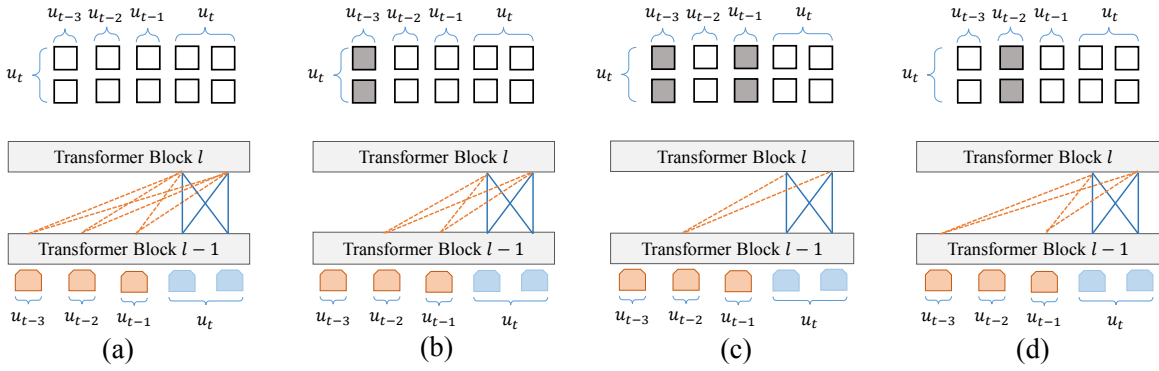 u_{t-3} u_{t-2} u_{t-1} u_t
u_t
Transformer Block l
Transformer Block l − 1
u_{t-3} u_{t-2} u_{t-1} u_t
(a)
u_{t-3} u_{t-2} u_{t-1} u_t
u_t
Transformer Block l
Transformer Block l − 1
u_{t-3} u_{t-2} u_{t-1} u_t
(b)
u_{t-3} u_{t-2} u_{t-1} u_t
u_t
Transformer Block l
Transformer Block l − 1
u_{t-3} u_{t-2} u_{t-1} u_t
(c)
u_{t-3} u_{t-2} u_{t-1} u_t
u_t
Transformer Block l
Transformer Block l − 1
u_{t-3} u_{t-2} u_{t-1} u_t
(d)